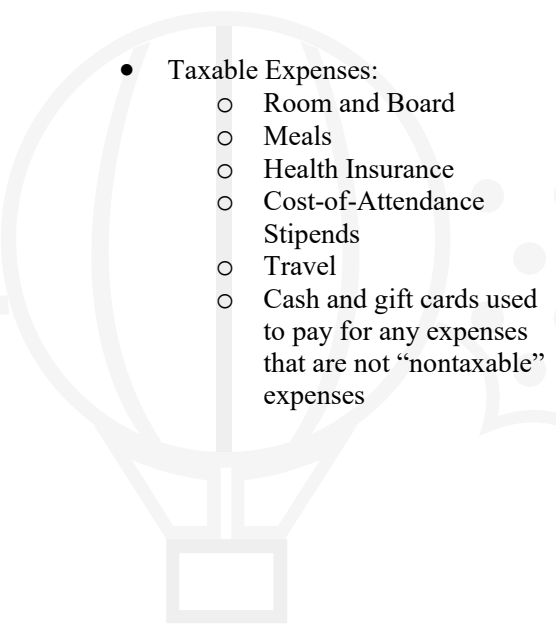 • Taxable Expenses:
o Room and Board
o Meals
o Health Insurance
o Cost-of-Attendance
Stipends
o Travel
o Cash and gift cards used
to pay for any expenses
that are not “nontaxable”
expenses